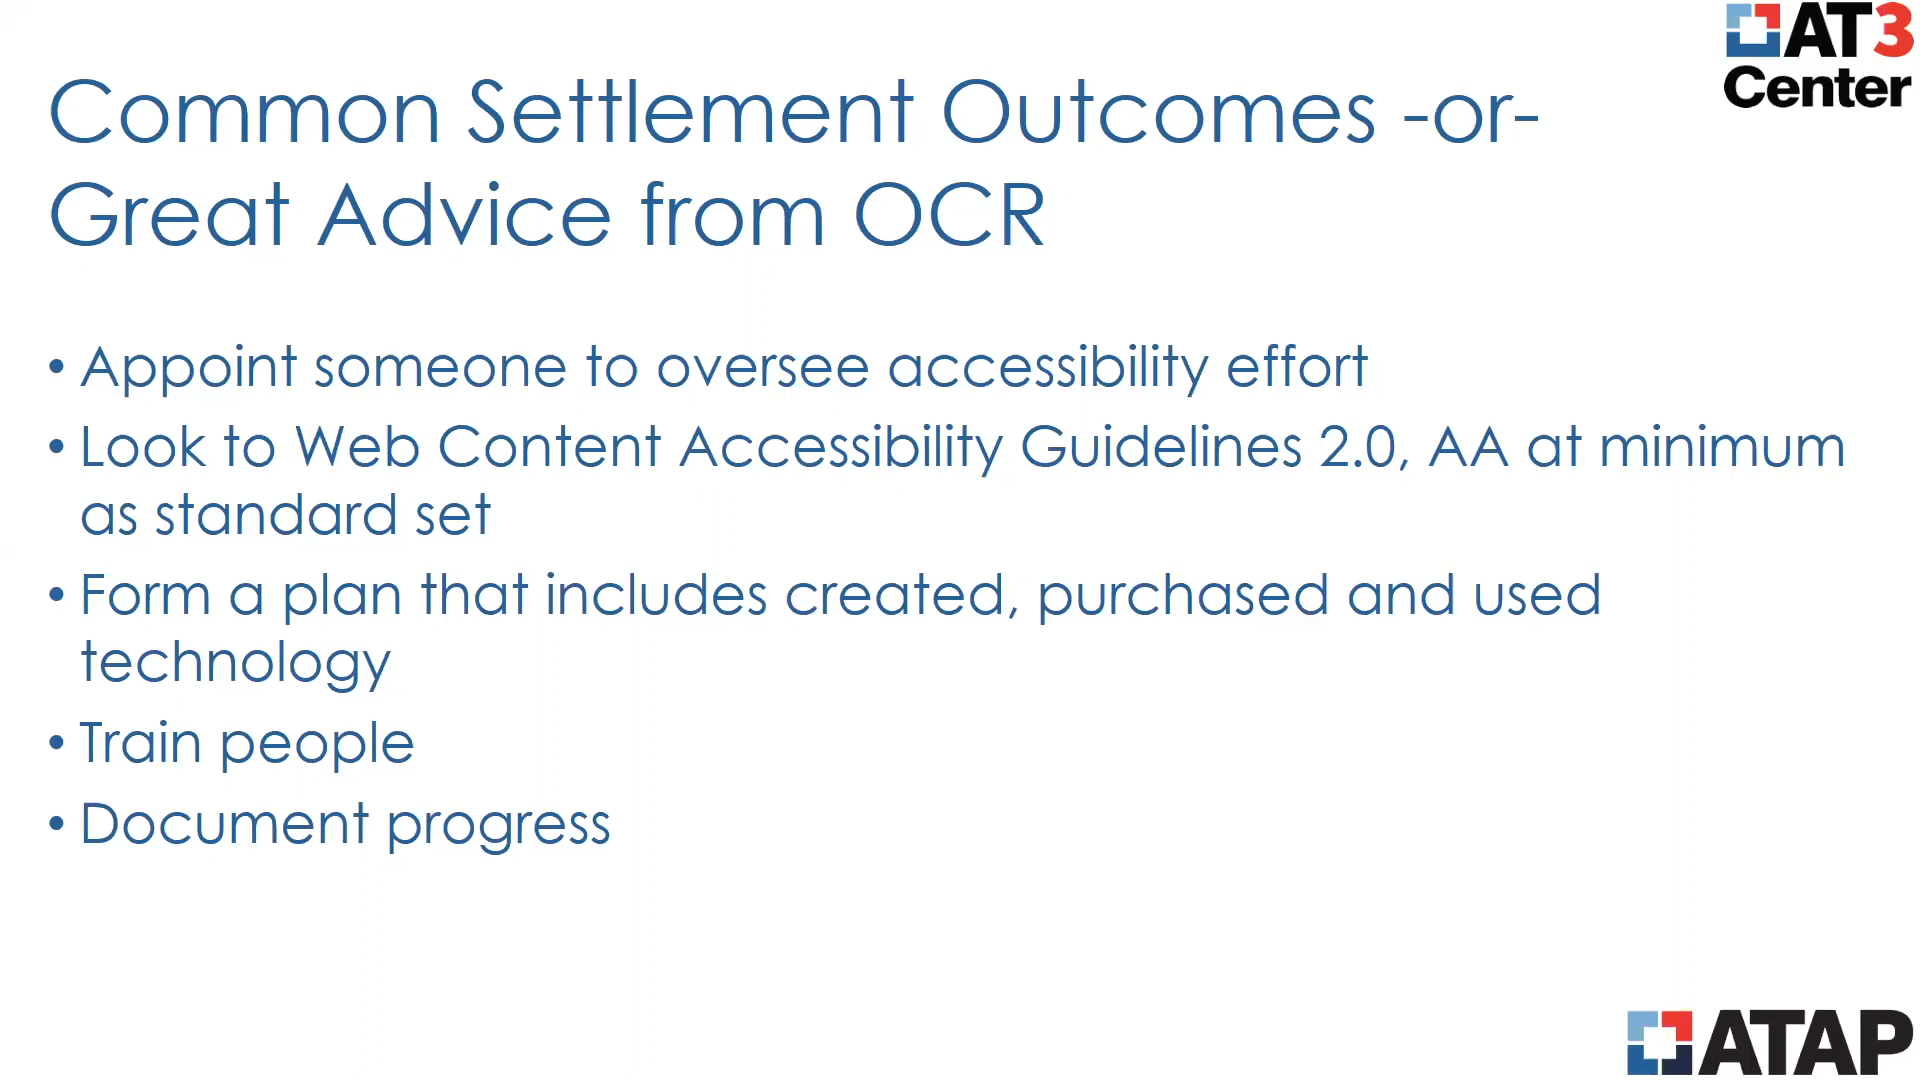 AT3
Center
Common Settlement Outcomes -or-
Great Advice from OCR
• Appoint someone to oversee accessibility effort
• Look to Web Content Accessibility Guidelines 2.0, AA at minimum
as standard set
• Form a plan that includes created, purchased and used
technology
• Train people
• Document progress
ATAP